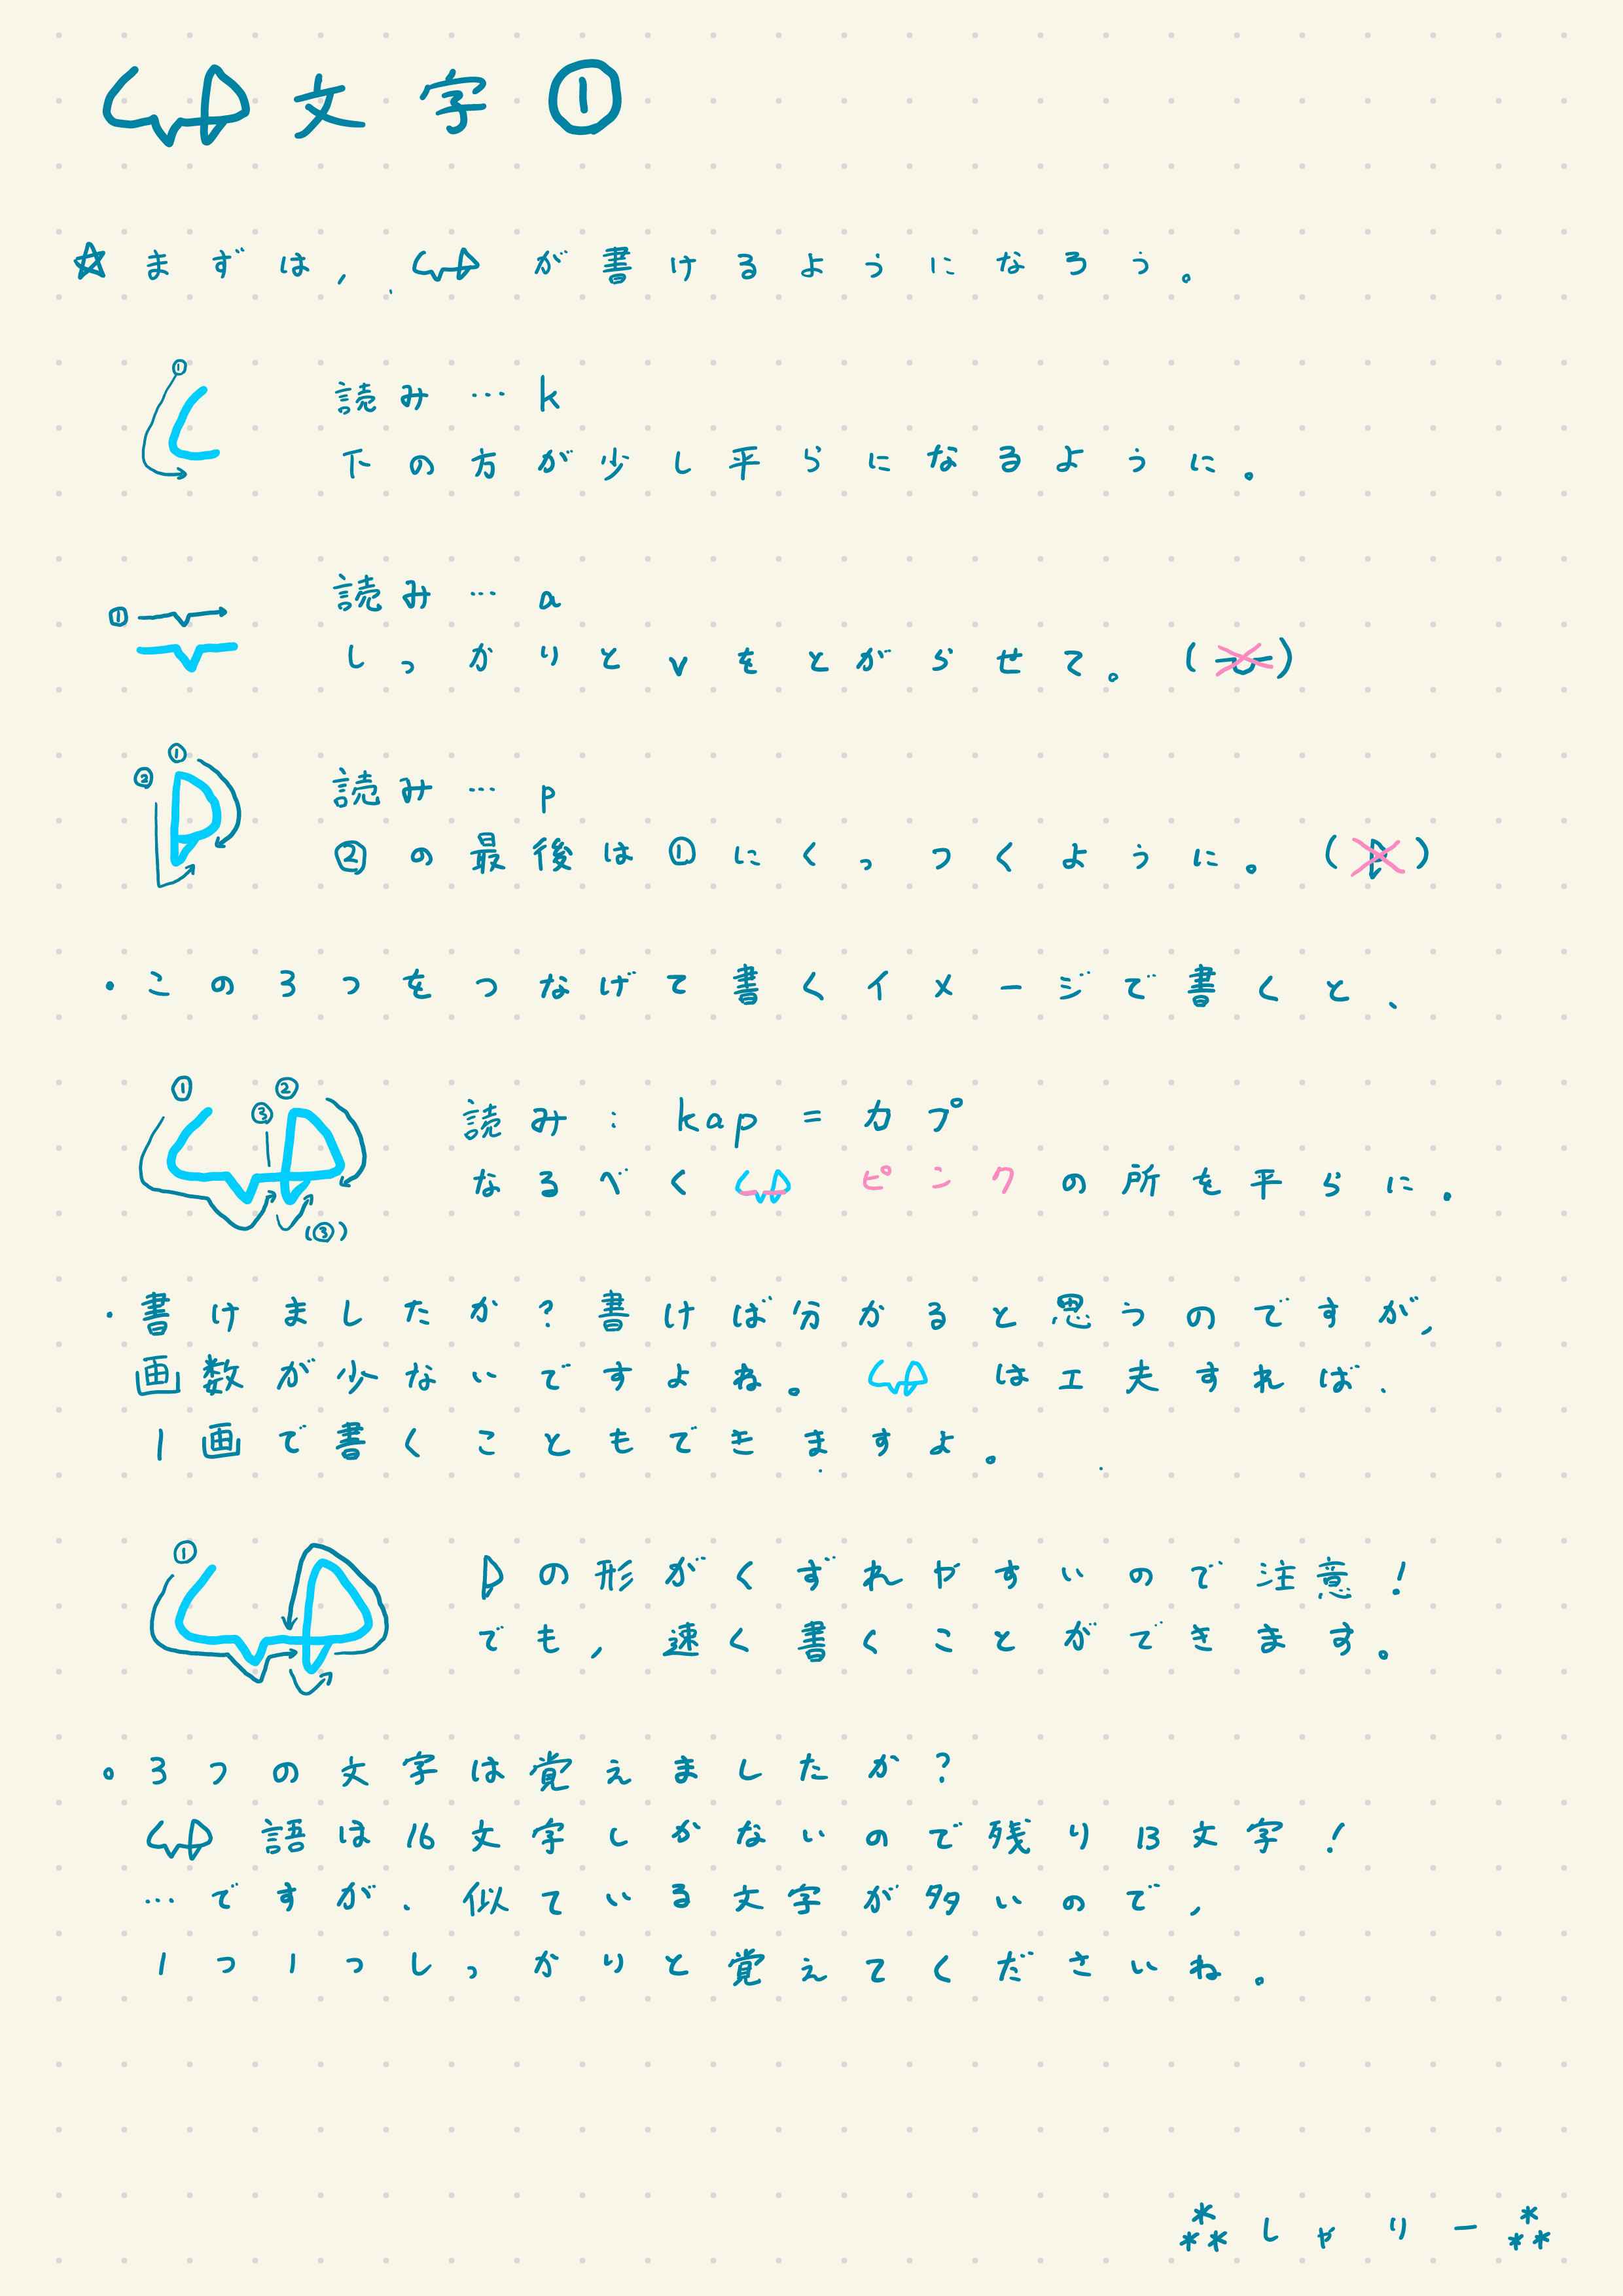 文字①
☆まずは，が書けるようになろう。
①
読み…k
下の方が少し平らになるように。
①
読み…a
しっかりとvをとがらせて。( )
①
②
読み…p
②の最後は①にくっつくように。( )
・この3つをつなげて書くイメージで書くと、
① ② ③
読み：kap＝カプ
なるべく ピンクの所を平らに．
(③)
・書けましたか？書ければ分かると思うのですが，
画数が少ないですよね。 は工夫すれば、
1画で書くこともできますよ。
①
の形がくずれやすいので注意！
でも，速く書くことができます。
。3つの文字は覚えましたか？
語は16文字しかないので残り13文字！
…ですが、似ている文字が多いので，
1つ1つしっかりと覚えてくださいね。
⁂しゃりー⁂